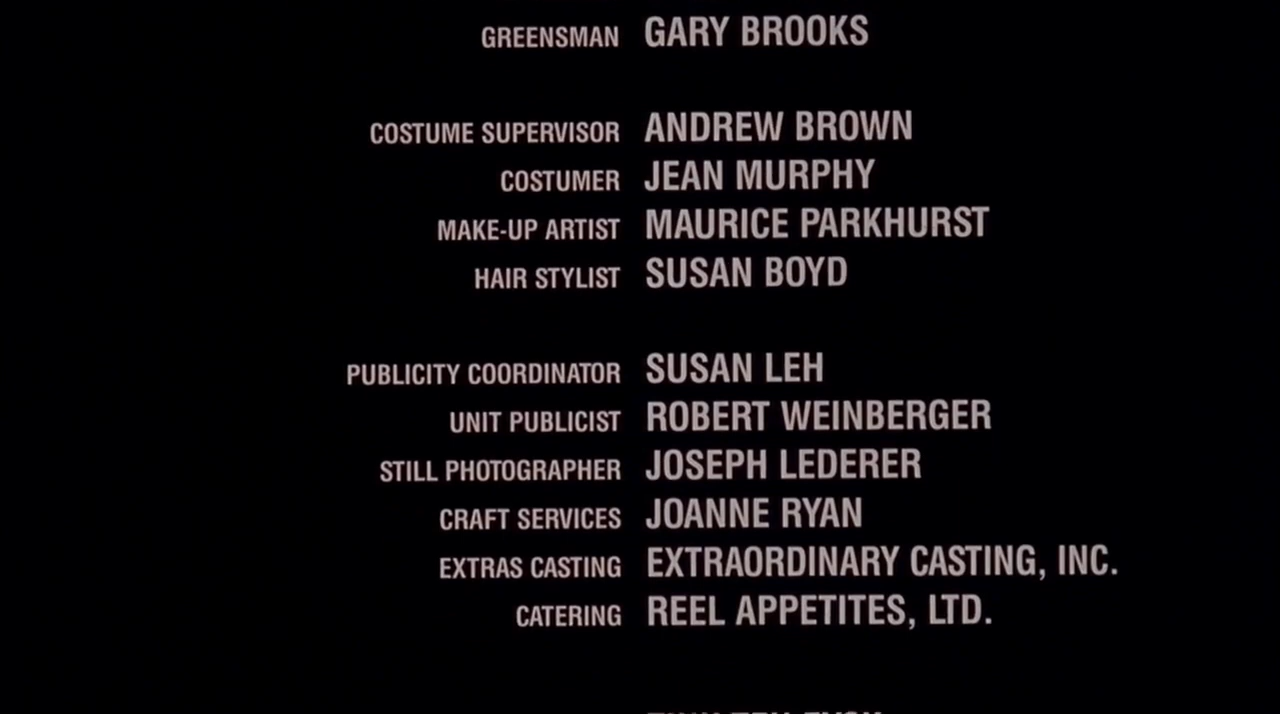 GREENSMAN GARY BROOKS
COSTUME SUPERVISOR ANDREW BROWN
COSTUMER JEAN MURPHY
MAKE-UP ARTIST MAURICE PARKHURST
HAIR STYLIST SUSAN BOYD
PUBLICITY COORDINATOR SUSAN LEH
UNIT PUBLICIST ROBERT WEINBERGER
STILL PHOTOGRAPHER JOSEPH LEDERER
CRAFT SERVICES JOANNE RYAN
EXTRAS CASTING EXTRAORDINARY CASTING, INC.
CATERING REEL APPETITES, LTD.